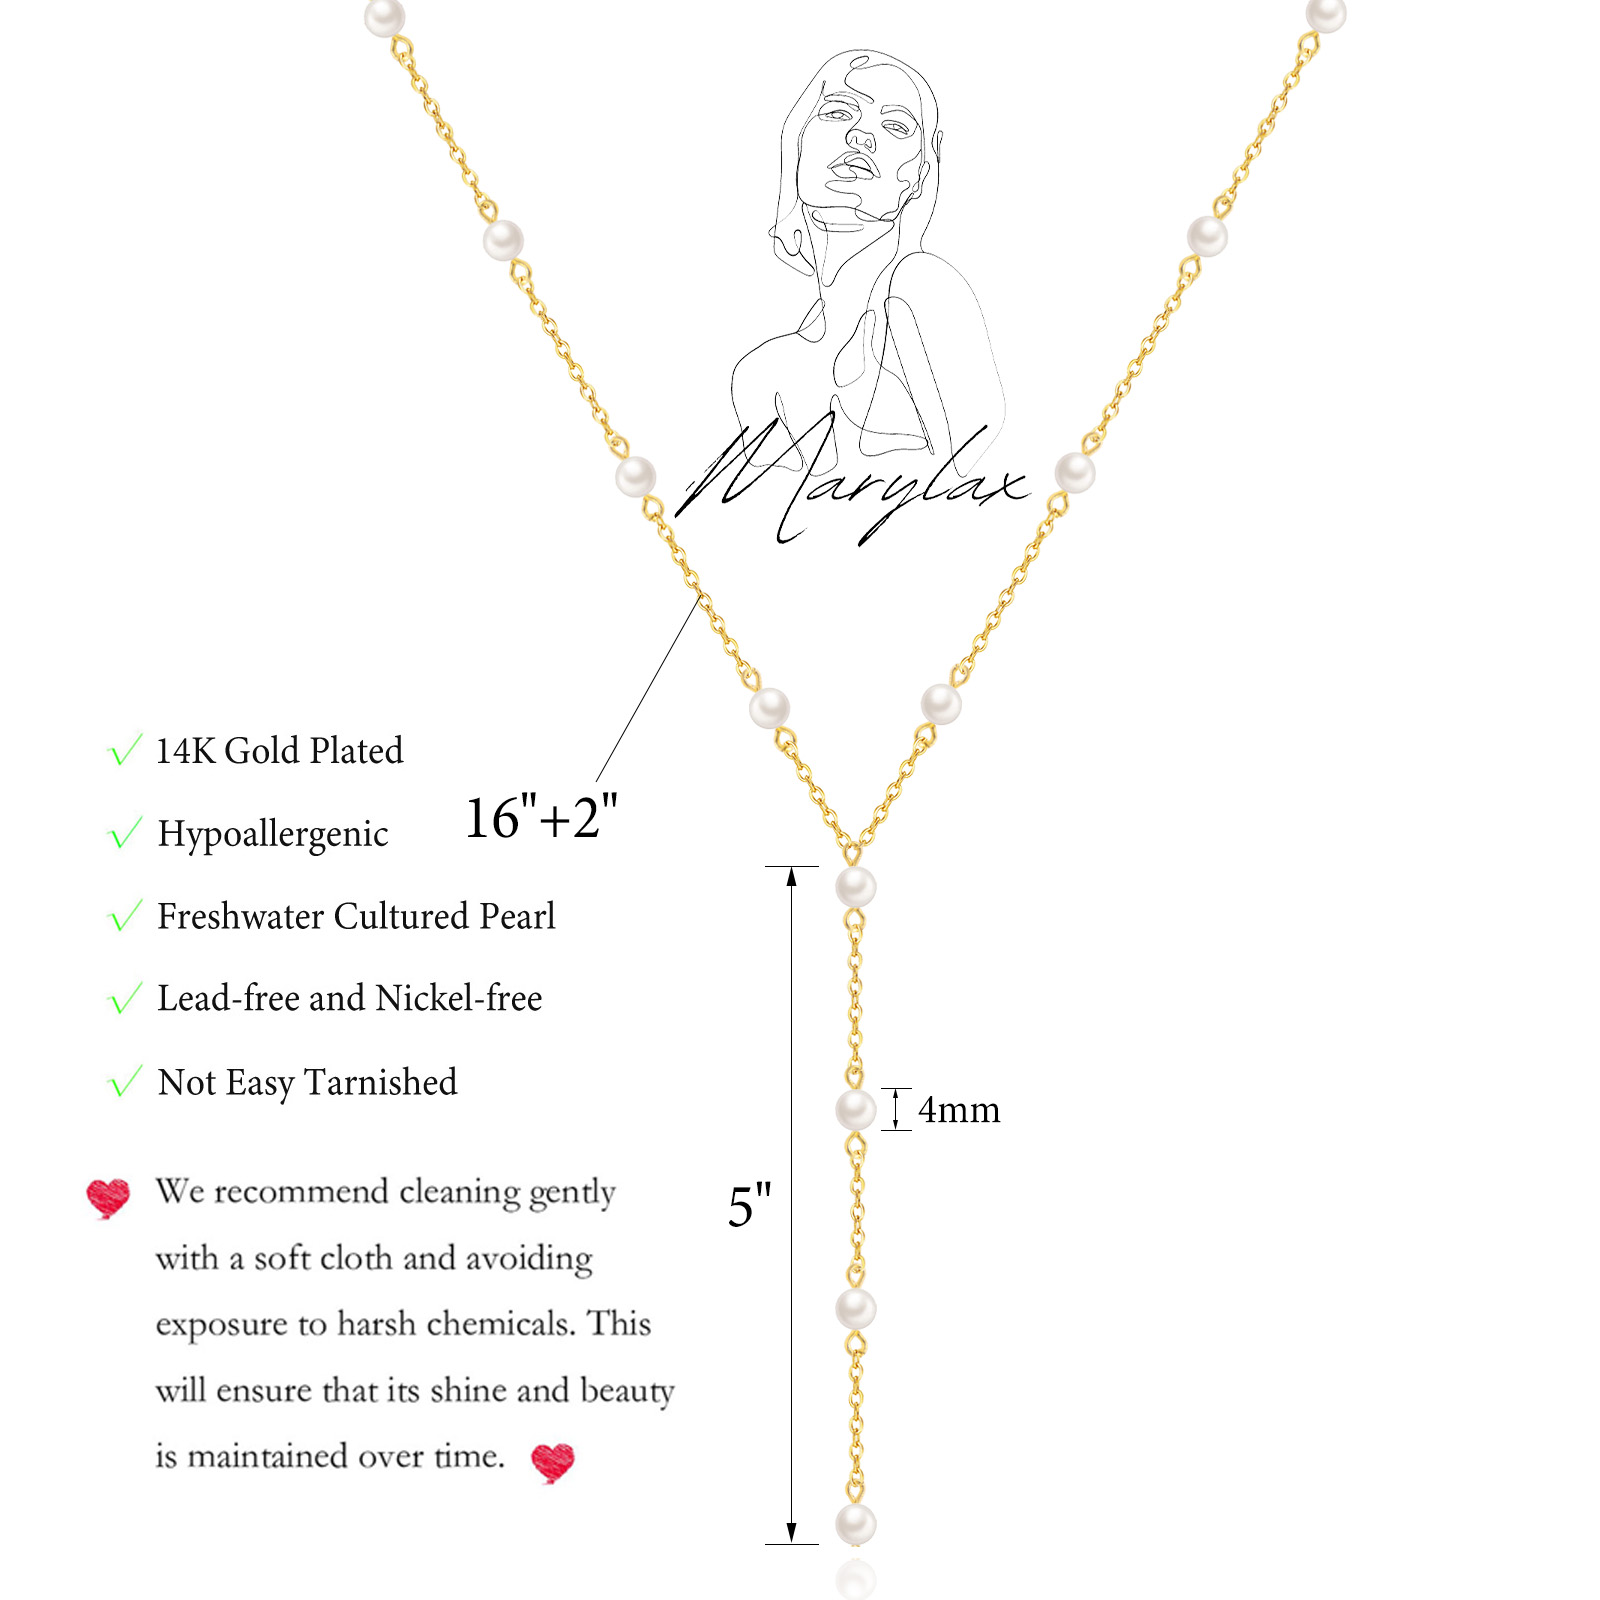 Marylax
14K Gold Plated
Hypoallergenic
16"+2"
Freshwater Cultured Pearl
Lead-free and Nickel-free
Not Easy Tarnished
4mm
5"
We recommend cleaning gently
with a soft cloth and avoiding
exposure to harsh chemicals. This
will ensure that its shine and beauty
is maintained over time.